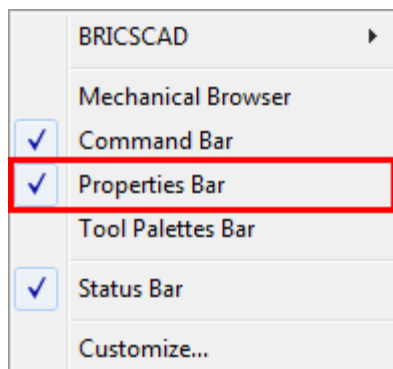 BRICSCAD
Mechanical Browser
Command Bar
Properties Bar
Tool Palettes Bar
Status Bar
Customize...